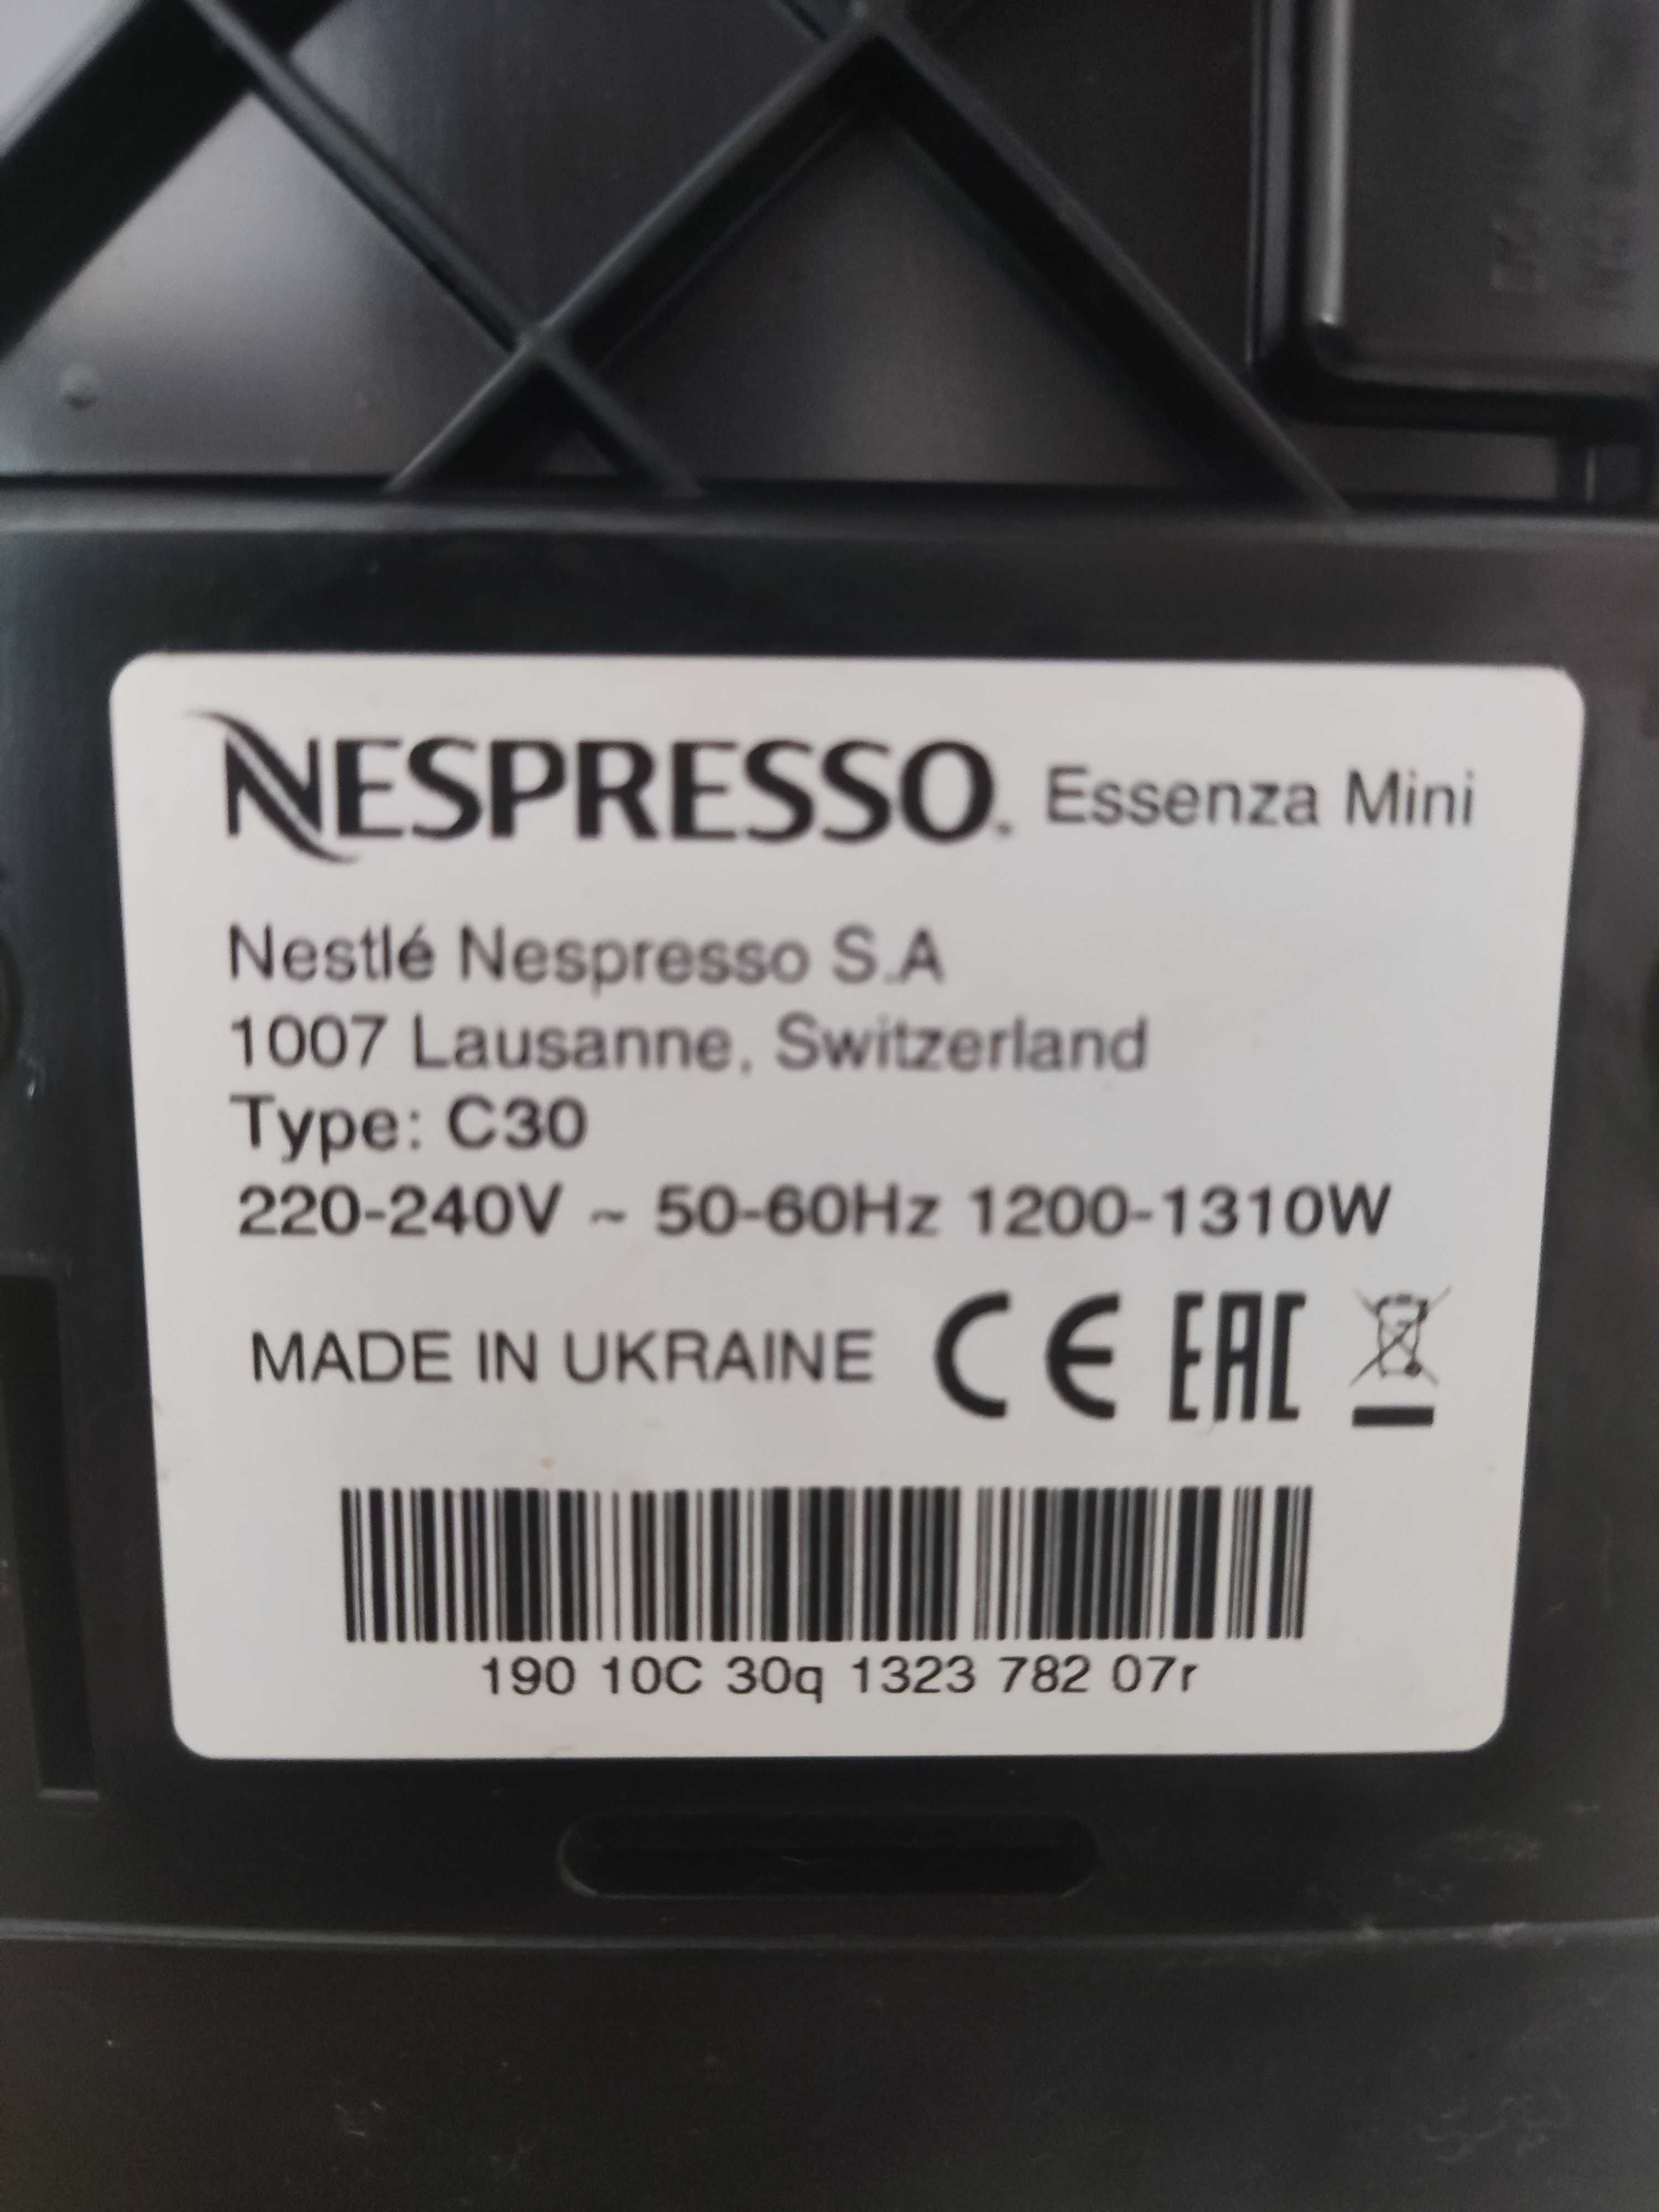 NESPRESSO. Essenza Mini
Nestlé Nespresso S.A
1007 Lausanne, Switzerland
Type: C30
220-240V ~ 50-60Hz 1200-1310W
MADE IN UKRAINE CE EAC
190 10C 30q 1323 782 07r